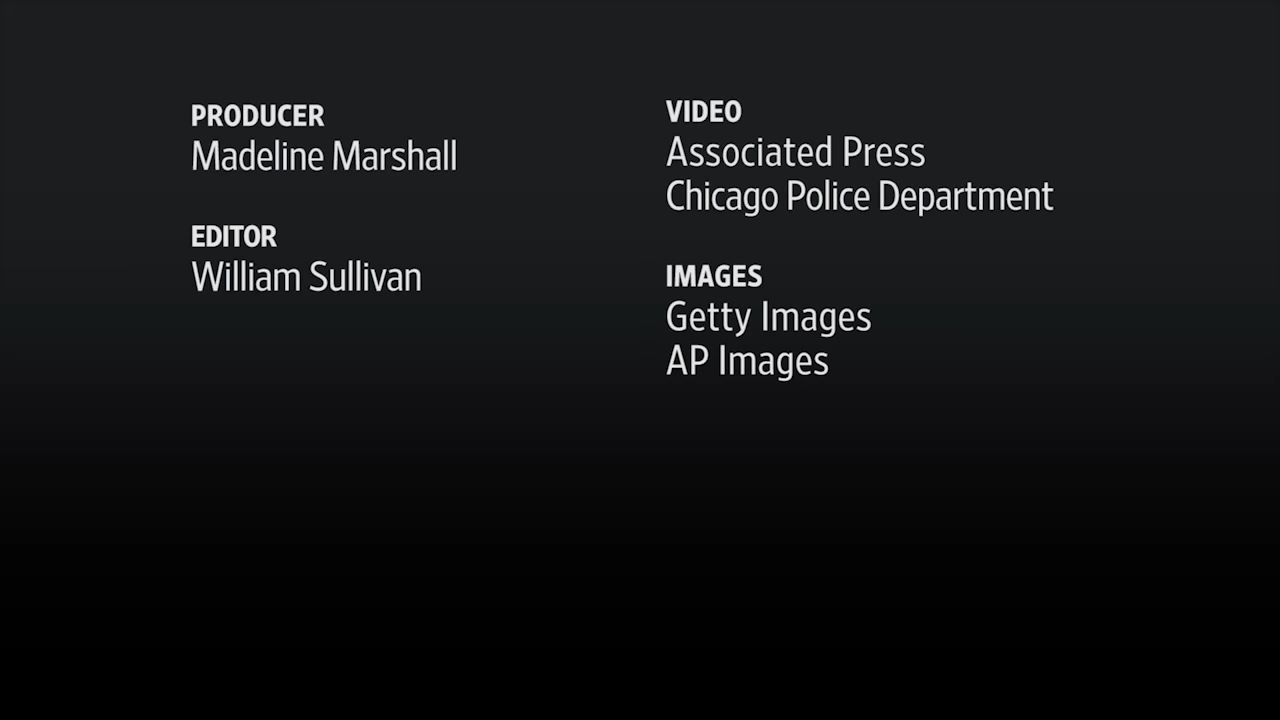 PRODUCER
Madeline Marshall
EDITOR
William Sullivan
VIDEO
Associated Press
Chicago Police Department
IMAGES
Getty Images
AP Images